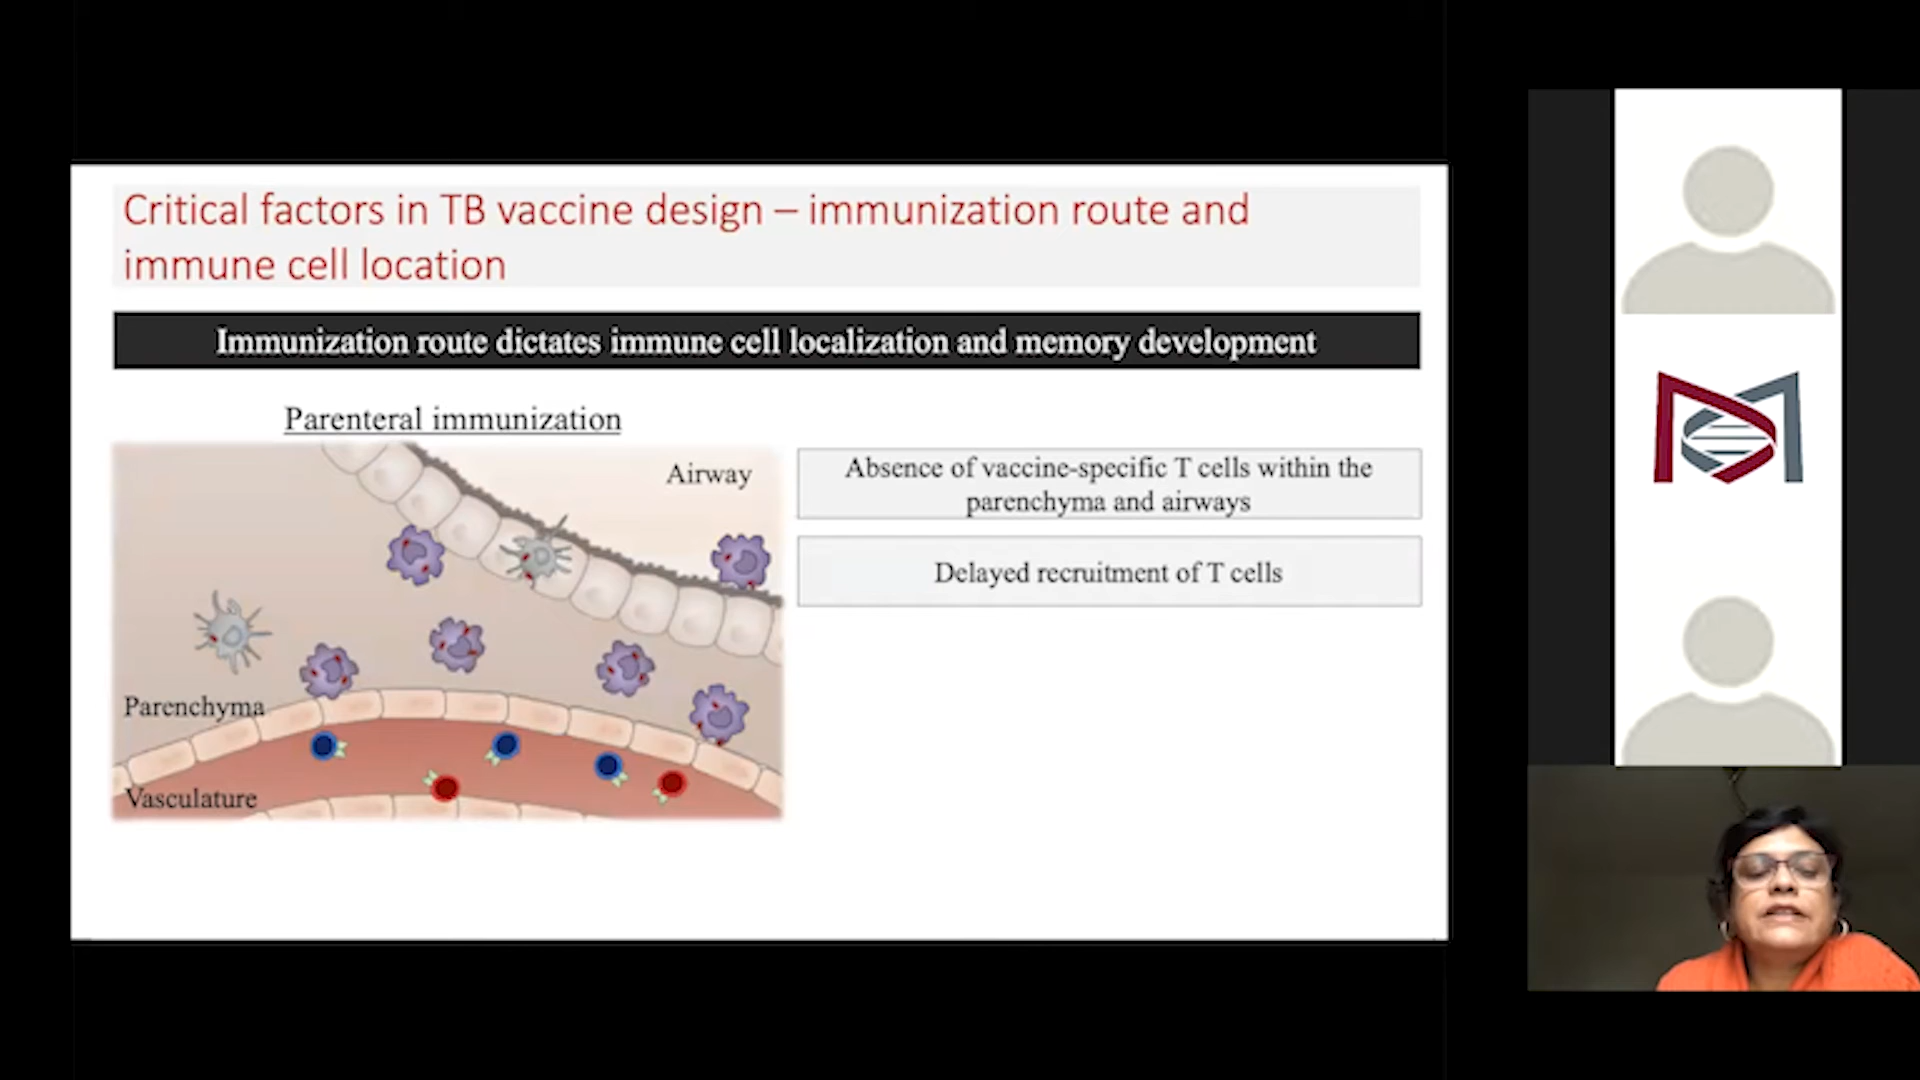 Critical factors in TB vaccine design – immunization route and
immune cell location
Immunization route dictates immune cell localization and memory development
Parenteral immunization
Airway
Absence of vaccine-specific T cells within the
parenchyma and airways
Delayed recruitment of T cells
Parenchyma
Vasculature